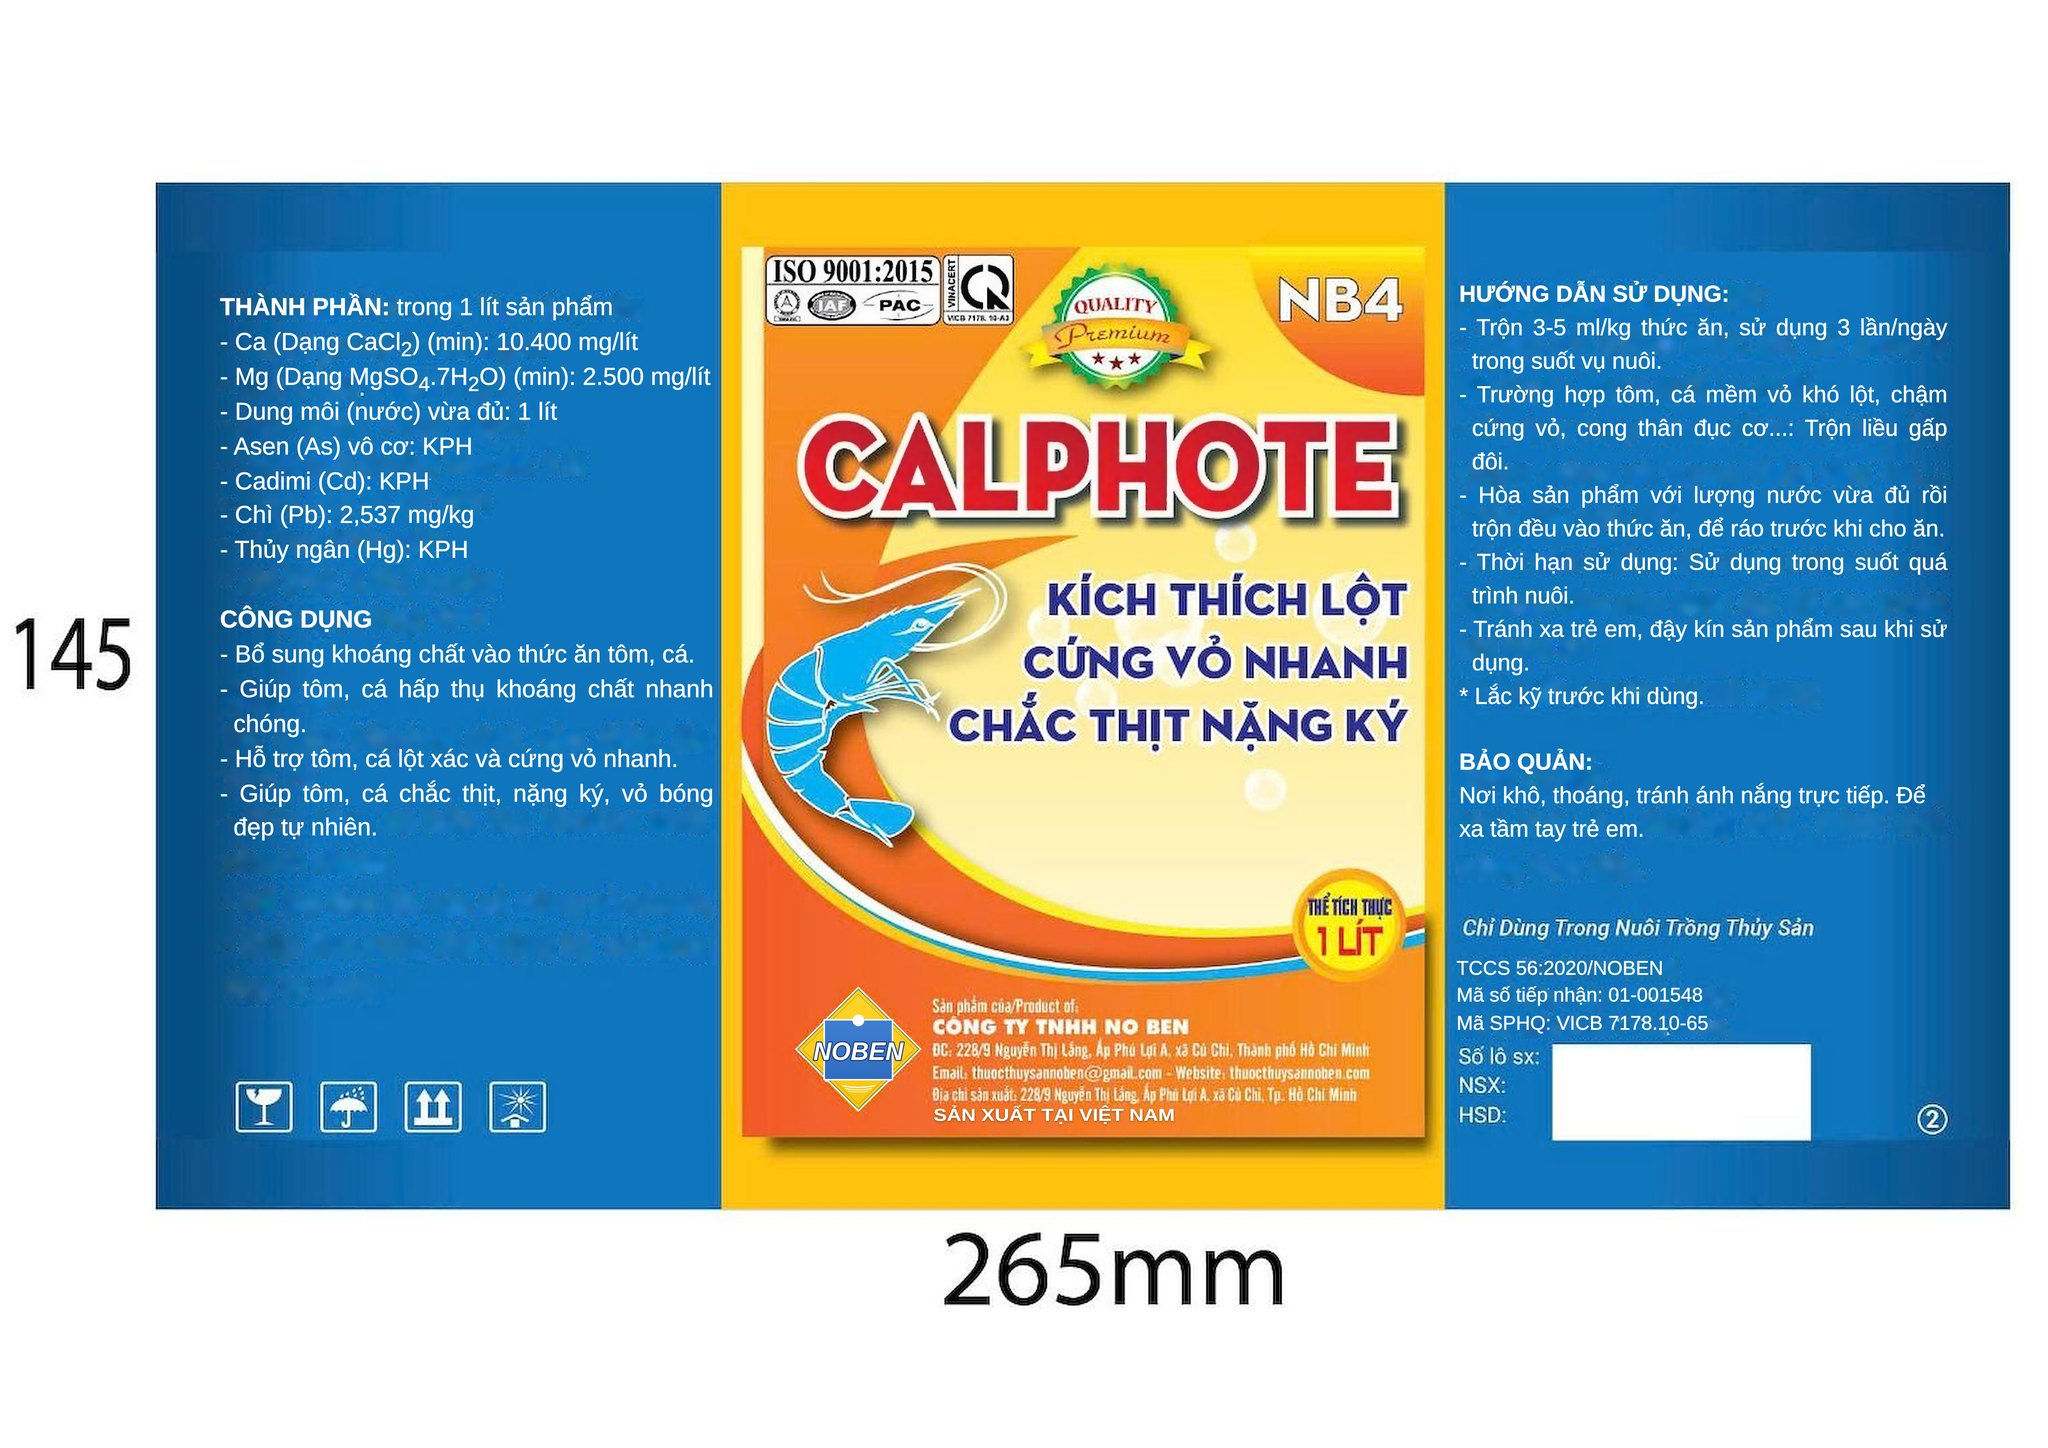 145
THÀNH PHẦN: trong 1 lít sản phẩm
- Ca (Dạng CaCl₂) (min): 10.400 mg/lít
- Mg (Dạng MgSO₄.7H₂O) (min): 2.500 mg/lít
- Dung môi (nước) vừa đủ: 1 lít
- Asen (As) vô cơ: KPH
- Cadimi (Cd): KPH
- Chì (Pb): 2,537 mg/kg
- Thủy ngân (Hg): KPH
CÔNG DỤNG
- Bổ sung khoáng chất vào thức ăn tôm, cá.
- Giúp tôm, cá hấp thụ khoáng chất nhanh
chóng.
- Hỗ trợ tôm, cá lột xác và cứng vỏ nhanh.
- Giúp tôm, cá chắc thịt, nặng ký, vỏ bóng
đẹp tự nhiên.
ISO 9001:2015
IAF
PAC
VINACERT
VICB 7178. 10-A3
QUALITY
Premium
NB4
CALPHOTE
KÍCH THÍCH LỘT
CỨNG VỎ NHANH
CHẮC THỊT NẶNG KÝ
THỂ TÍCH THỰC
1 LÍT
NOBEN
Sản phẩm của/Product of:
CÔNG TY TNHH NO BEN
ĐC: 228/9 Nguyễn Thị Lắng, Ấp Phú Lợi A, xã Củ Chi, Thành phố Hồ Chí Minh
Email: thuocthuysannoben@gmail.com - Website: thuocthuysannoben.com
Địa chỉ sản xuất: 228/9 Nguyễn Thị Lắng, Ấp Phú Lợi A, xã Củ Chi, Tp. Hồ Chí Minh
SẢN XUẤT TẠI VIỆT NAM
HƯỚNG DẪN SỬ DỤNG:
- Trộn 3-5 ml/kg thức ăn, sử dụng 3 lần/ngày
trong suốt vụ nuôi.
- Trường hợp tôm, cá mềm vỏ khó lột, chậm
cứng vỏ, cong thân đục cơ...: Trộn liều gấp
đôi.
- Hòa sản phẩm với lượng nước vừa đủ rồi
trộn đều vào thức ăn, để ráo trước khi cho ăn.
- Thời hạn sử dụng: Sử dụng trong suốt quá
trình nuôi.
- Tránh xa trẻ em, đậy kín sản phẩm sau khi sử
dụng.
* Lắc kỹ trước khi dùng.
BẢO QUẢN:
Nơi khô, thoáng, tránh ánh nắng trực tiếp. Để
xa tầm tay trẻ em.
Chỉ Dùng Trong Nuôi Trồng Thủy Sản
TCCS 56:2020/NOBEN
Mã số tiếp nhận: 01-001548
Mã SPHQ: VICB 7178.10-65
Số lô sx:
NSX:
HSD:
2
265mm